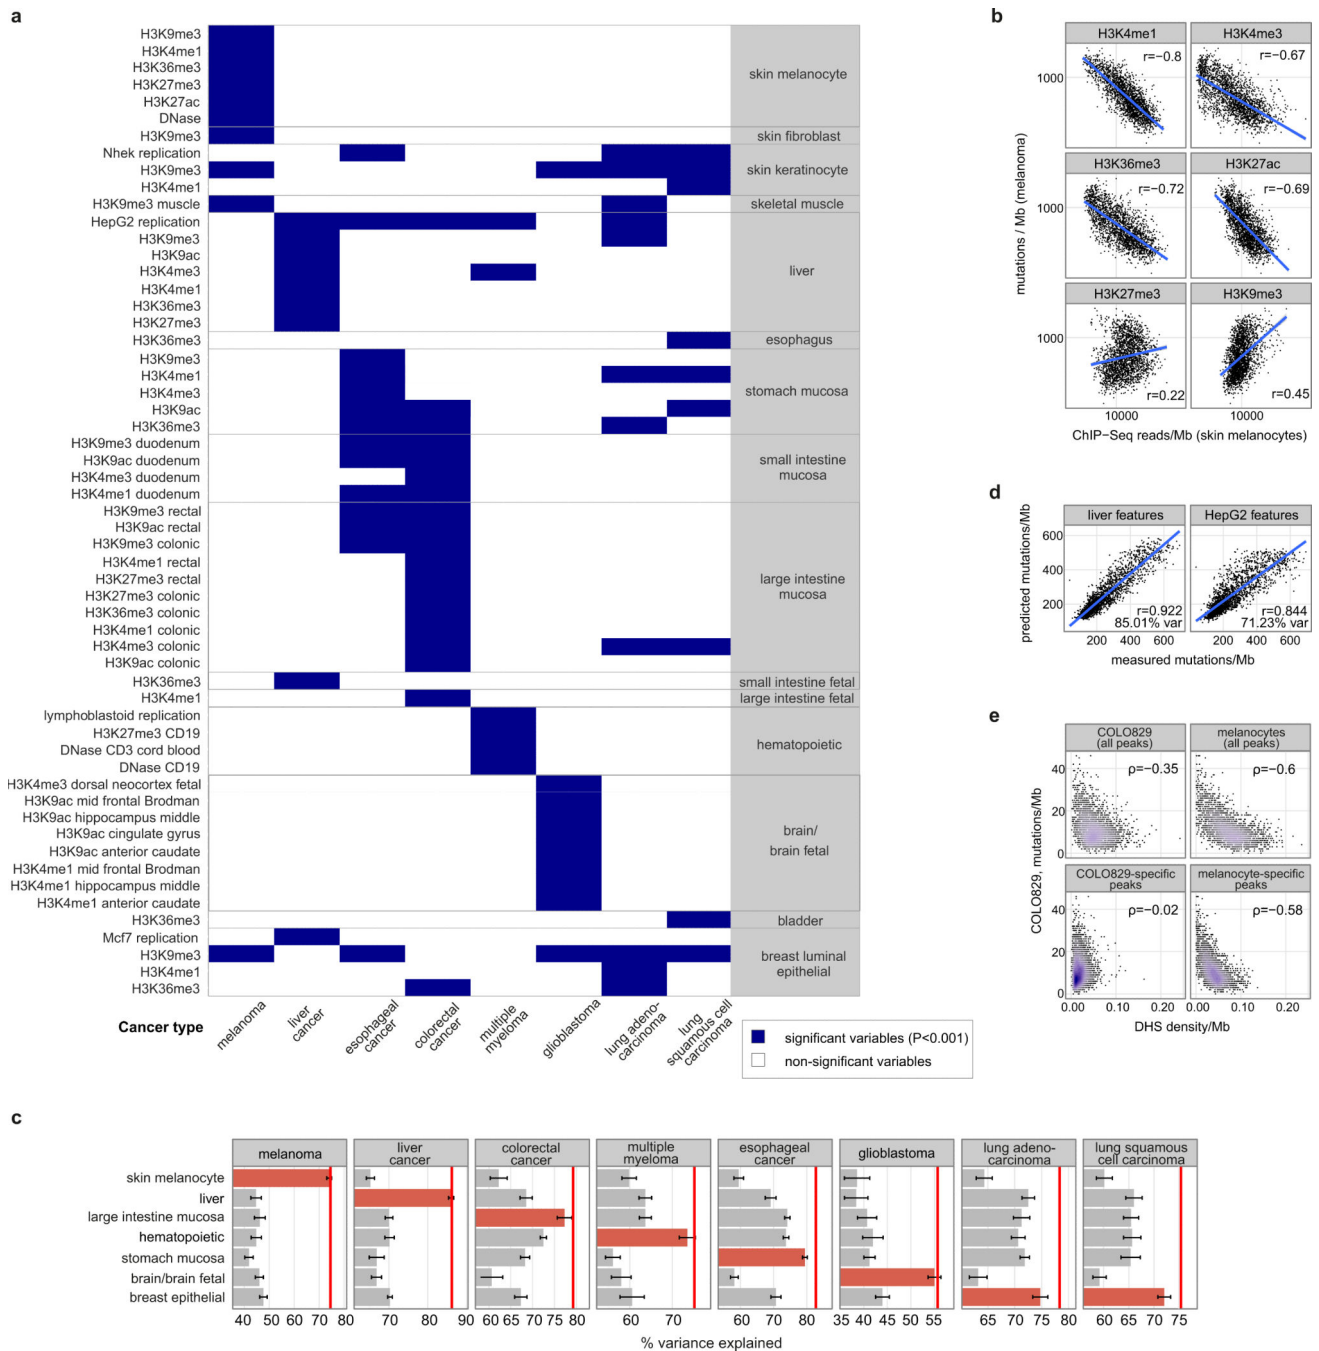 a
H3K9me3
H3K4me1
H3K36me3
H3K27me3
H3K27ac
DNase
skin melanocyte
H3K9me3
skin fibroblast
Nhek replication
H3K9me3
H3K4me1
skin keratinocyte
H3K9me3 muscle
skeletal muscle
HepG2 replication
H3K9me3
H3K9ac
H3K4me3
H3K4me1
H3K36me3
H3K27me3
liver
H3K36me3
esophagus
H3K9me3
H3K4me1
H3K4me3
H3K9ac
H3K36me3
stomach mucosa
H3K9me3 duodenum
H3K9ac duodenum
H3K4me3 duodenum
H3K4me1 duodenum
small intestine
mucosa
H3K9me3 rectal
H3K9ac rectal
H3K9me3 colonic
H3K4me1 rectal
H3K27me3 rectal
H3K27me3 colonic
H3K36me3 colonic
H3K4me1 colonic
H3K4me3 colonic
H3K9ac colonic
large intestine
mucosa
H3K36me3
small intestine fetal
H3K4me1
large intestine fetal
lymphoblastoid replication
H3K27me3 CD19
DNase CD3 cord blood
DNase CD19
hematopoietic
H3K4me3 dorsal neocortex fetal
H3K9ac mid frontal Brodman
H3K9ac hippocampus middle
H3K9ac cingulate gyrus
H3K9ac anterior caudate
H3K4me1 mid frontal Brodman
H3K4me1 hippocampus middle
H3K4me1 anterior caudate
brain/
brain fetal
H3K36me3
bladder
Mcf7 replication
H3K9me3
H3K4me1
H3K36me3
breast luminal
epithelial
Cancer type
melanoma
liver
cancer
esophageal
cancer
colorectal
cancer
multiple
myeloma
glioblastoma
lung adeno-
carcinoma
lung
squamous cell
carcinoma
significant variables (P<0.001)
non-significant variables
b
H3K4me1
H3K4me3
r=−0.8
r=−0.67
1000
H3K36me3
H3K27ac
r=−0.72
r=−0.69
1000
H3K27me3
H3K9me3
1000
r=0.22
r=0.45
10000
10000
mutations / Mb (melanoma)
ChIP−Seq reads/Mb (skin melanocytes)
d
liver features
HepG2 features
600
400
200
r=0.922
85.01% var
r=0.844
71.23% var
200 400 600
200 400 600
predicted mutations/Mb
measured mutations/Mb
e
COLO829
(all peaks)
melanocytes
(all peaks)
40
20
0
ρ=−0.35
ρ=−0.6
COLO829-specific
peaks
melanocyte-specific
peaks
40
20
0
ρ=−0.02
ρ=−0.58
0.00 0.10 0.20
0.00 0.10 0.20
COLO829, mutations/Mb
DHS density/Mb
c
melanoma
liver
cancer
colorectal
cancer
multiple
myeloma
esophageal
cancer
glioblastoma
lung adeno-
carcinoma
lung squamous
cell carcinoma
skin melanocyte
liver
large intestine mucosa
hematopoietic
stomach mucosa
brain/brain fetal
breast epithelial
40 50 60 70 80
60 70 80 90
60 65 70 75 80
60 70
60 70 80
35 45 55
65 70 75 80
60 65 70 75
% variance explained